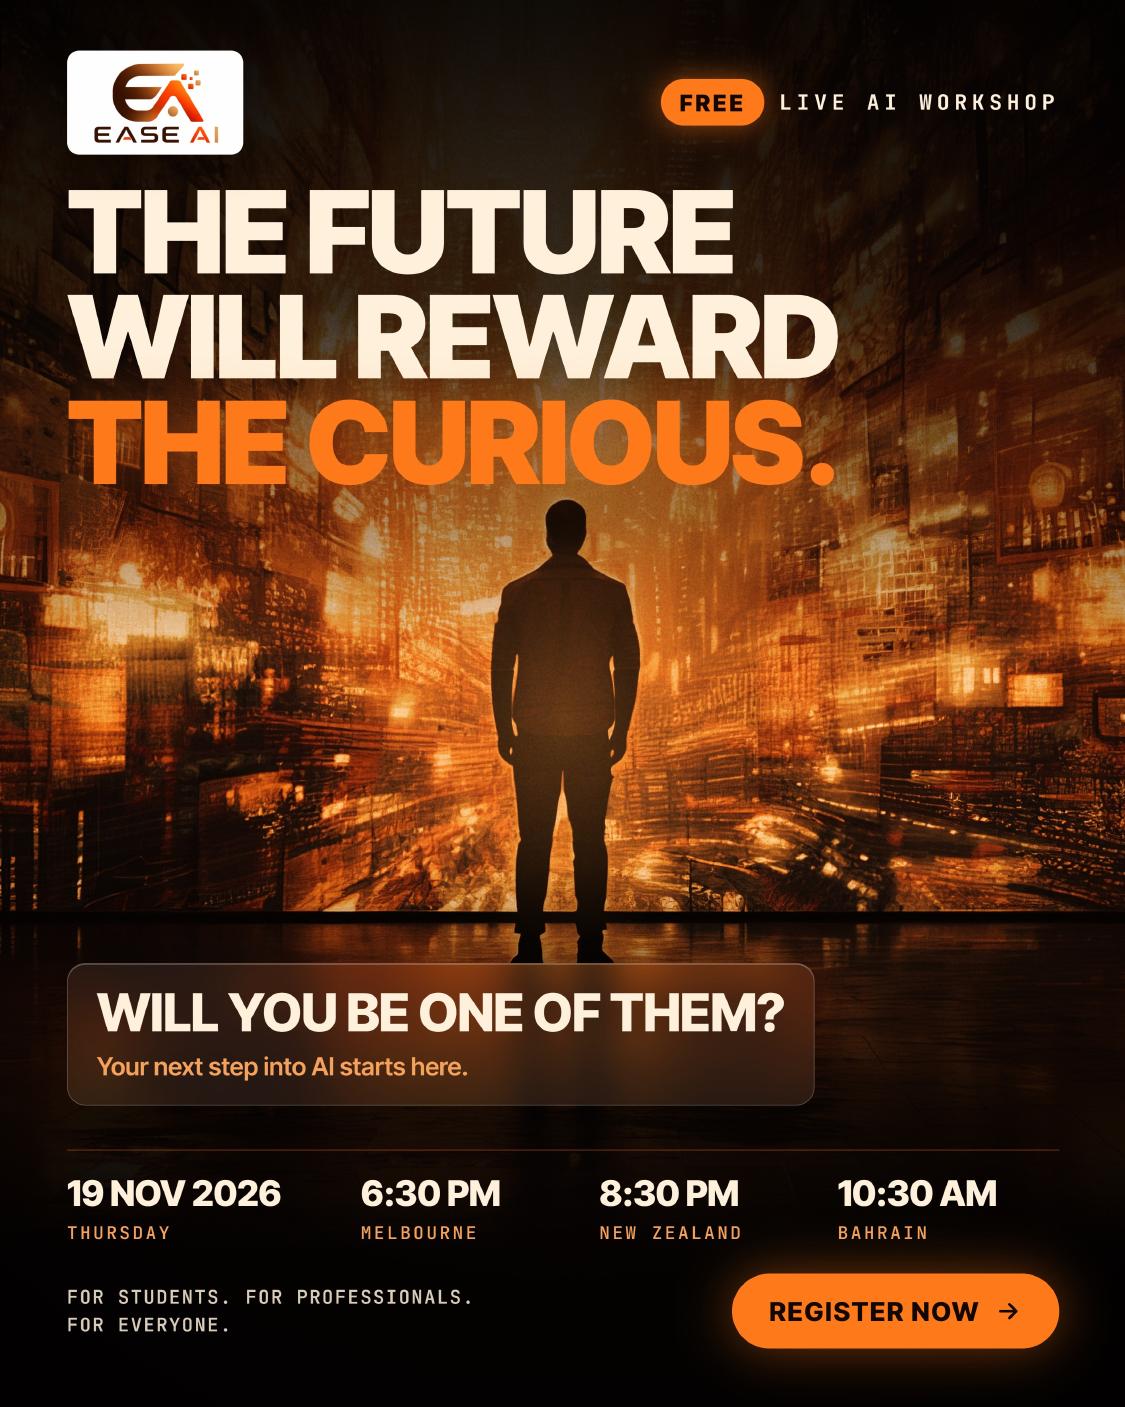 EASE AI
FREE LIVE AI WORKSHOP
THE FUTURE
WILL REWARD
THE CURIOUS.
WILL YOU BE ONE OF THEM?
Your next step into AI starts here.
19 NOV 2026
THURSDAY
6:30 PM
MELBOURNE
8:30 PM
NEW ZEALAND
10:30 AM
BAHRAIN
FOR STUDENTS. FOR PROFESSIONALS.
FOR EVERYONE.
REGISTER NOW →